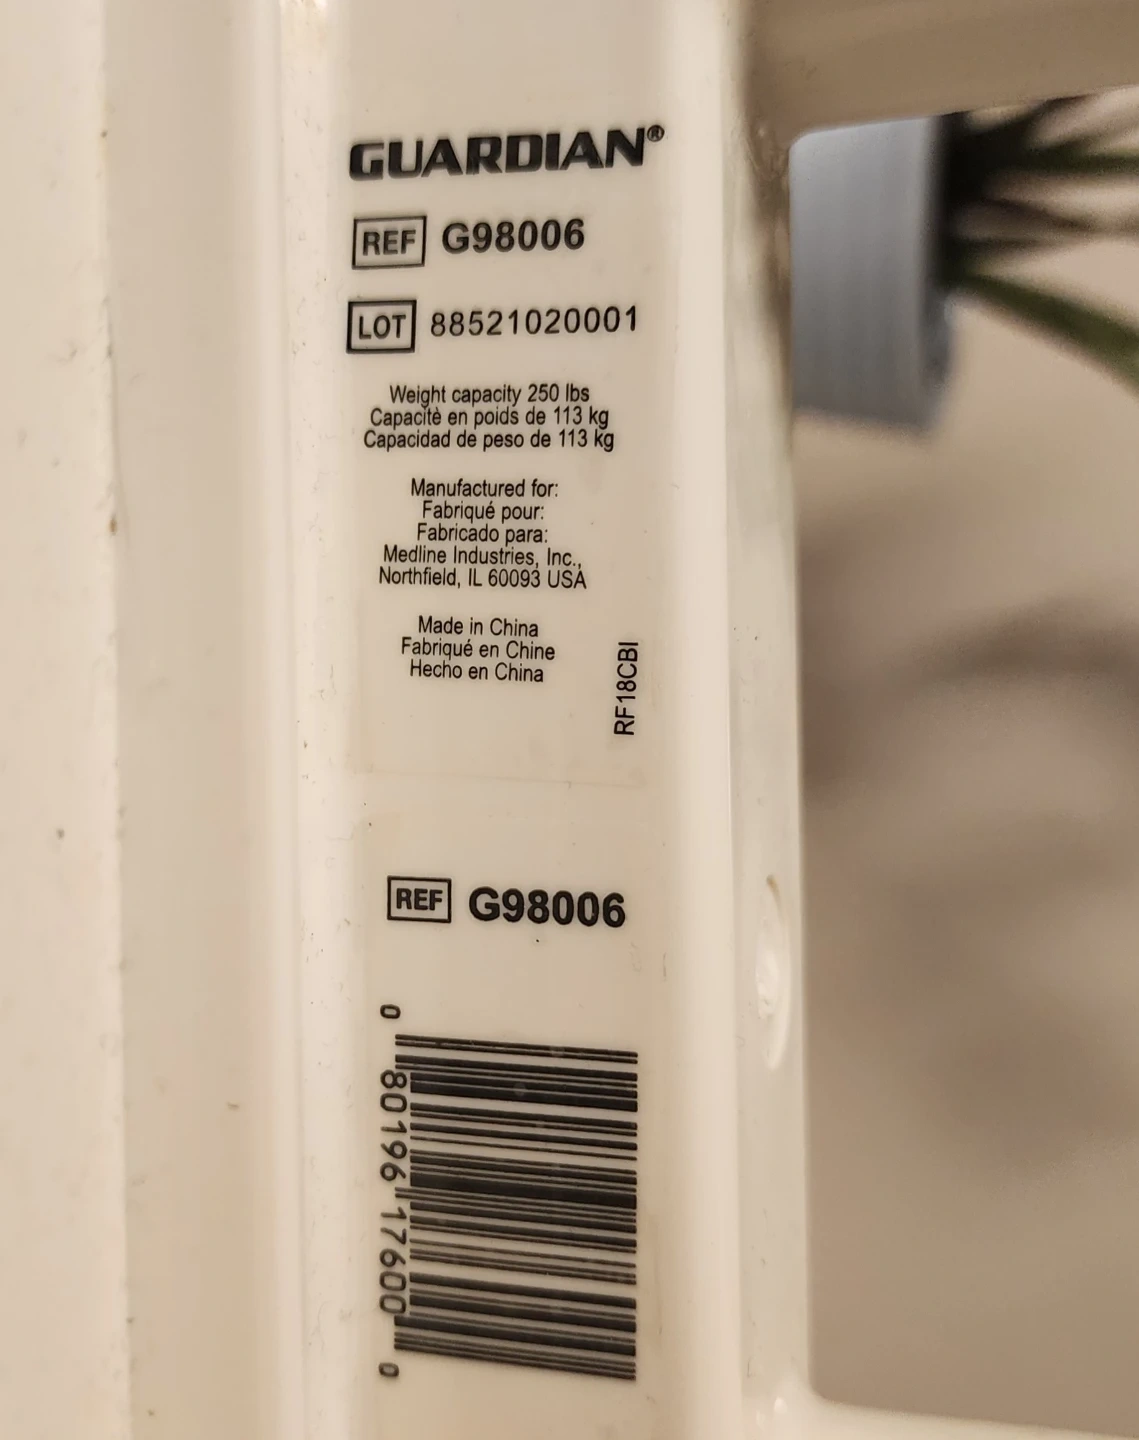 GUARDIAN®
REF G98006
LOT 88521020001
Weight capacity 250 lbs
Capacitè en poids de 113 kg
Capacidad de peso de 113 kg
Manufactured for:
Fabriqué pour:
Fabricado para:
Medline Industries, Inc.,
Northfield, IL 60093 USA
Made in China
Fabriqué en Chine
Hecho en China
RF18CBI
REF G98006
0 80196 17600 0